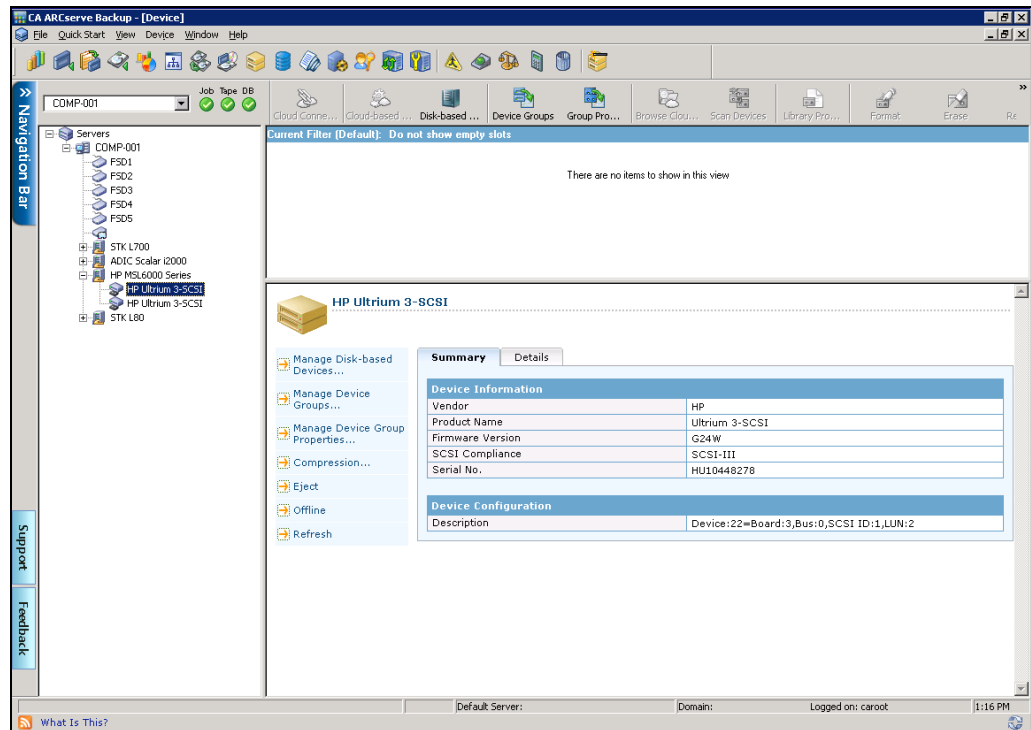 CA ARCserve Backup - [Device]
File Quick Start View Device Window Help
Job Tape DB
COMP-001
Cloud Conne... Cloud-based ... Disk-based ... Device Groups Group Pro... Browse Clou... Scan Devices Library Pro... Format Erase Re
» Navigation Bar
»
Servers
COMP-001
FSD1
FSD2
FSD3
FSD4
FSD5
STK L700
ADIC Scalar i2000
HP MSL6000 Series
HP Ultrium 3-SCSI
HP Ultrium 3-SCSI
STK L80
Current Filter (Default): Do not show empty slots
There are no items to show in this view
HP Ultrium 3-SCSI
Manage Disk-based
Devices...
Manage Device
Groups...
Manage Device Group
Properties...
Compression...
Eject
Offline
Refresh
Summary Details
Device Information
Vendor HP
Product Name Ultrium 3-SCSI
Firmware Version G24W
SCSI Compliance SCSI-III
Serial No. HU10448278
Device Configuration
Description Device:22=Board:3,Bus:0,SCSI ID:1,LUN:2
Support
Feedback
Default Server: Domain: Logged on: caroot 1:16 PM
What Is This?